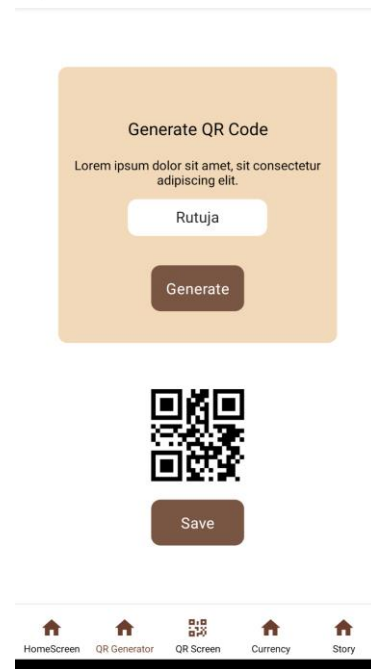 Generate QR Code
Lorem ipsum dolor sit amet, sit consectetur
adipiscing elit.
Rutuja
Generate
Save
HomeScreen
QR Generator
QR Screen
Currency
Story